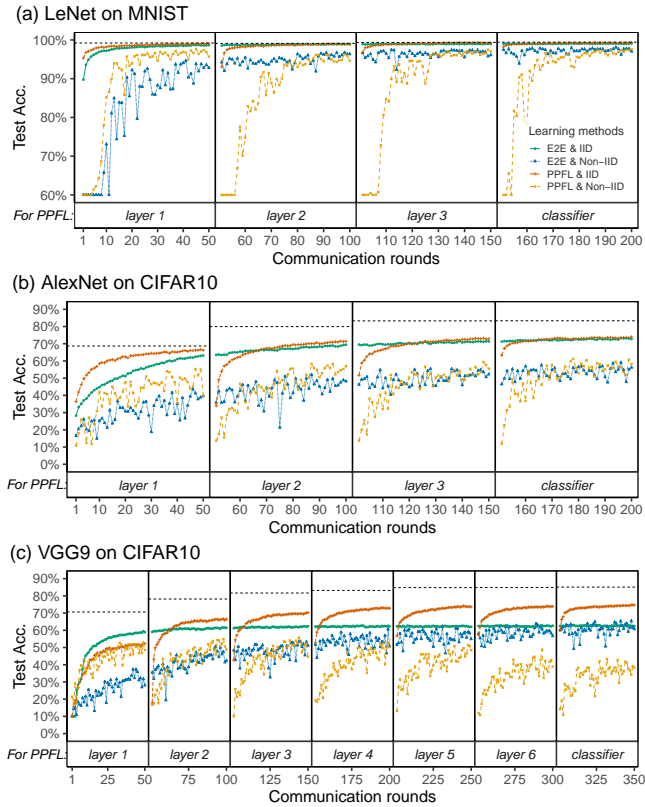 (a) LeNet on MNIST
100%
90%
80%
70%
60%
Test Acc.
Learning methods
E2E & IID
E2E & Non−IID
PPFL & IID
PPFL & Non−IID
For PPFL: layer 1 layer 2 layer 3 classifier
1 10 20 30 40 50 60 70 80 90 100 110 120 130 140 150 160 170 180 190 200
Communication rounds
(b) AlexNet on CIFAR10
90%
80%
70%
60%
50%
40%
30%
20%
10%
0%
Test Acc.
For PPFL: layer 1 layer 2 layer 3 classifier
1 10 20 30 40 50 60 70 80 90 100 110 120 130 140 150 160 170 180 190 200
Communication rounds
(c) VGG9 on CIFAR10
90%
80%
70%
60%
50%
40%
30%
20%
10%
0%
Test Acc.
For PPFL: layer 1 layer 2 layer 3 layer 4 layer 5 layer 6 classifier
1 25 50 75 100 125 150 175 200 225 250 275 300 325 350
Communication rounds